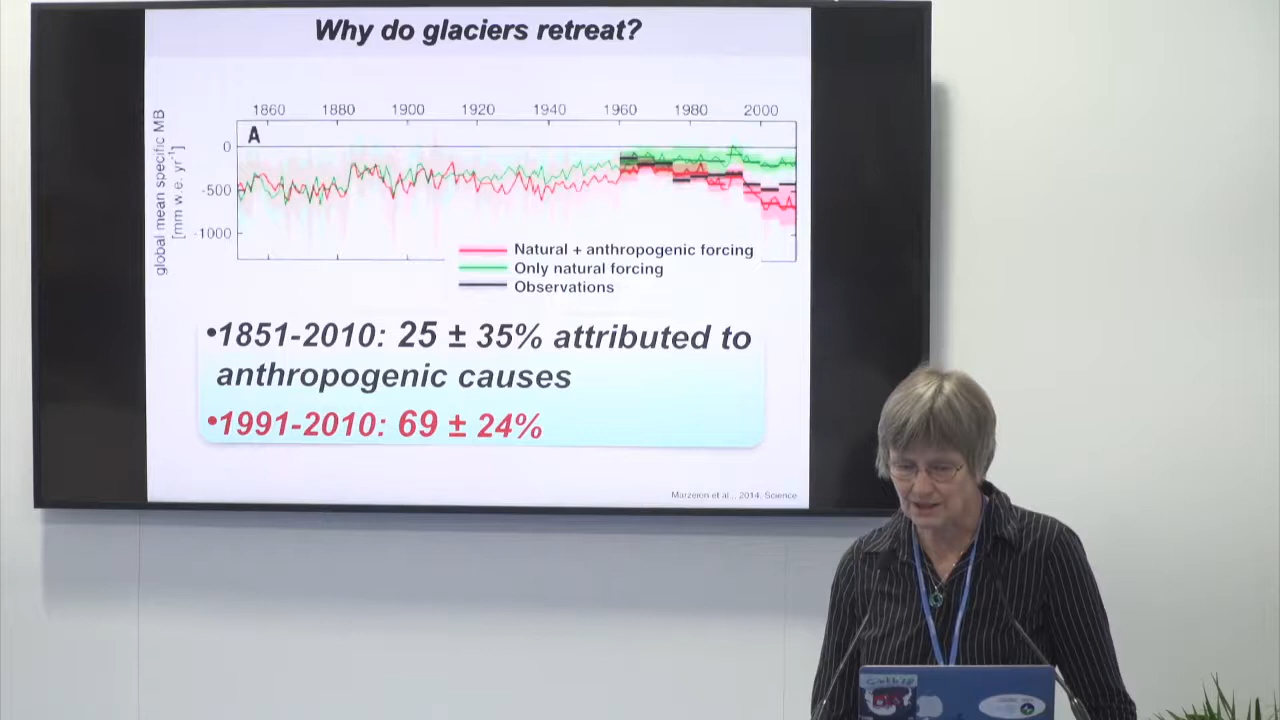 Why do glaciers retreat?
1860 1880 1900 1920 1940 1960 1980 2000
A
0
-500
-1000
global mean specific MB
[mm w.e. yr⁻¹]
Natural + anthropogenic forcing
Only natural forcing
Observations
•1851-2010: 25 ± 35% attributed to
anthropogenic causes
•1991-2010: 69 ± 24%
Marzeion et al., 2014, Science